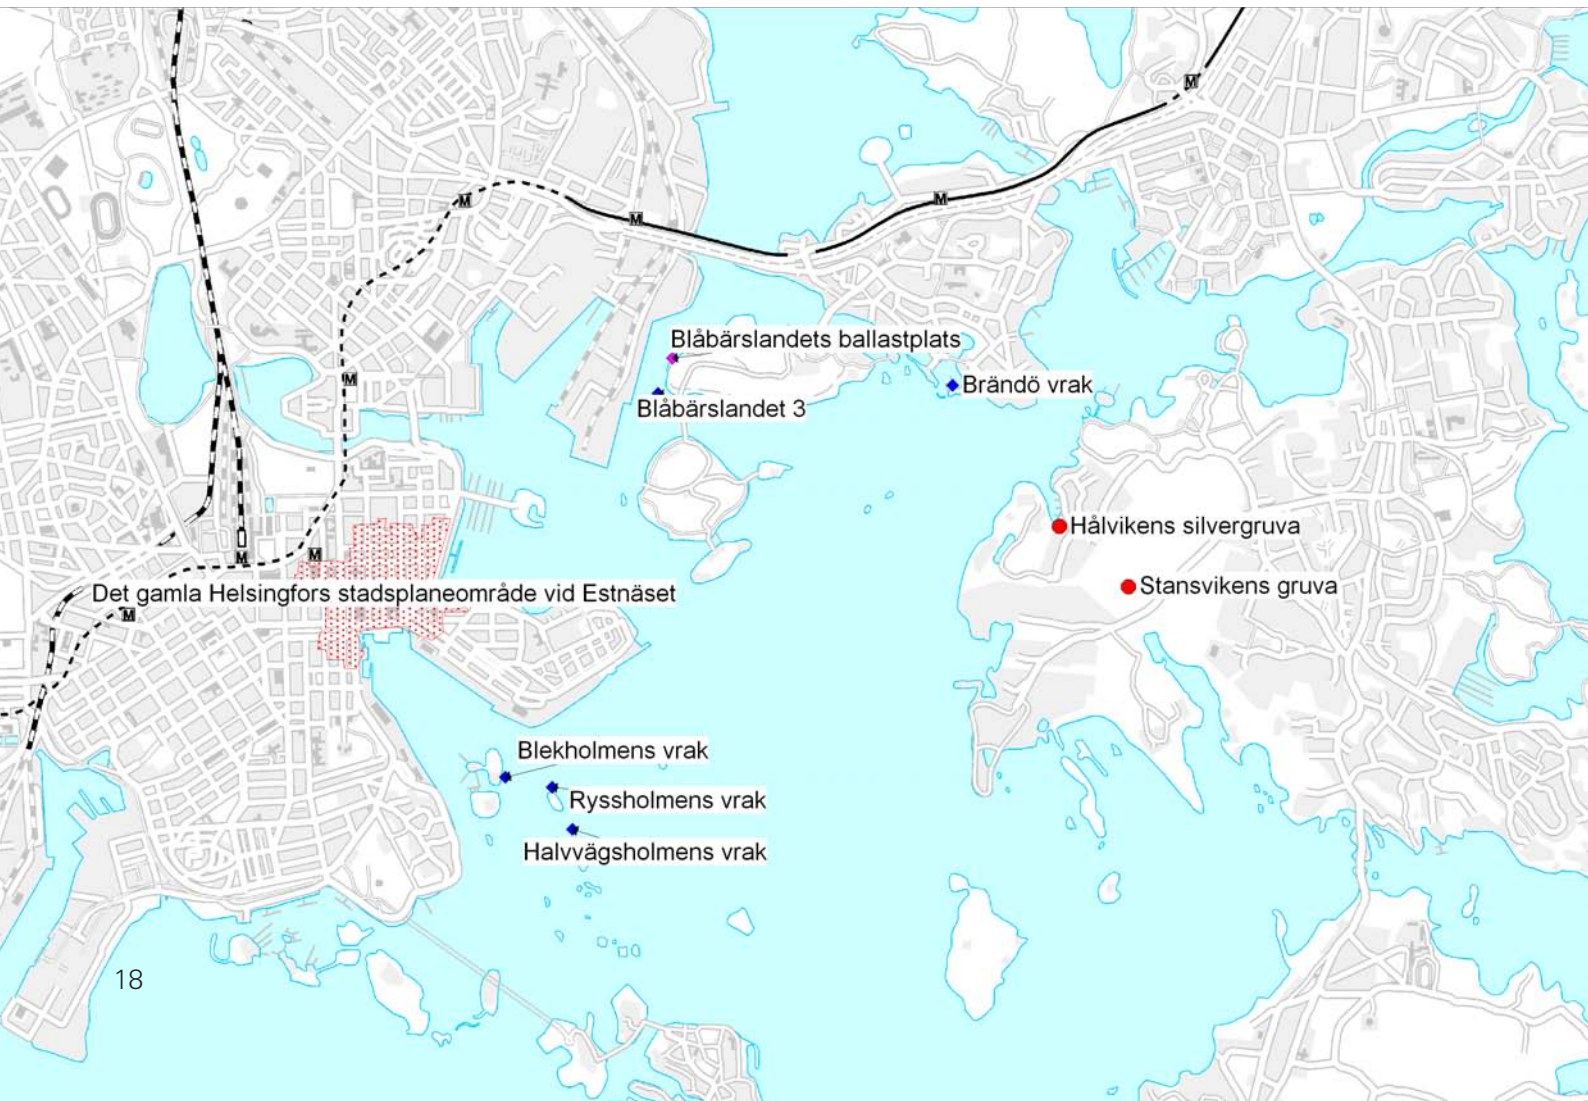 M
M
M
M
Blåbärslandets ballastplats
M
Brändö vrak
Blåbärslandet 3
Hålvikens silvergruva
M
M
Stansvikens gruva
Det gamla Helsingfors stadsplaneområde vid Estnäset
M
Blekholmens vrak
Ryssholmens vrak
Halvvägsholmens vrak
18